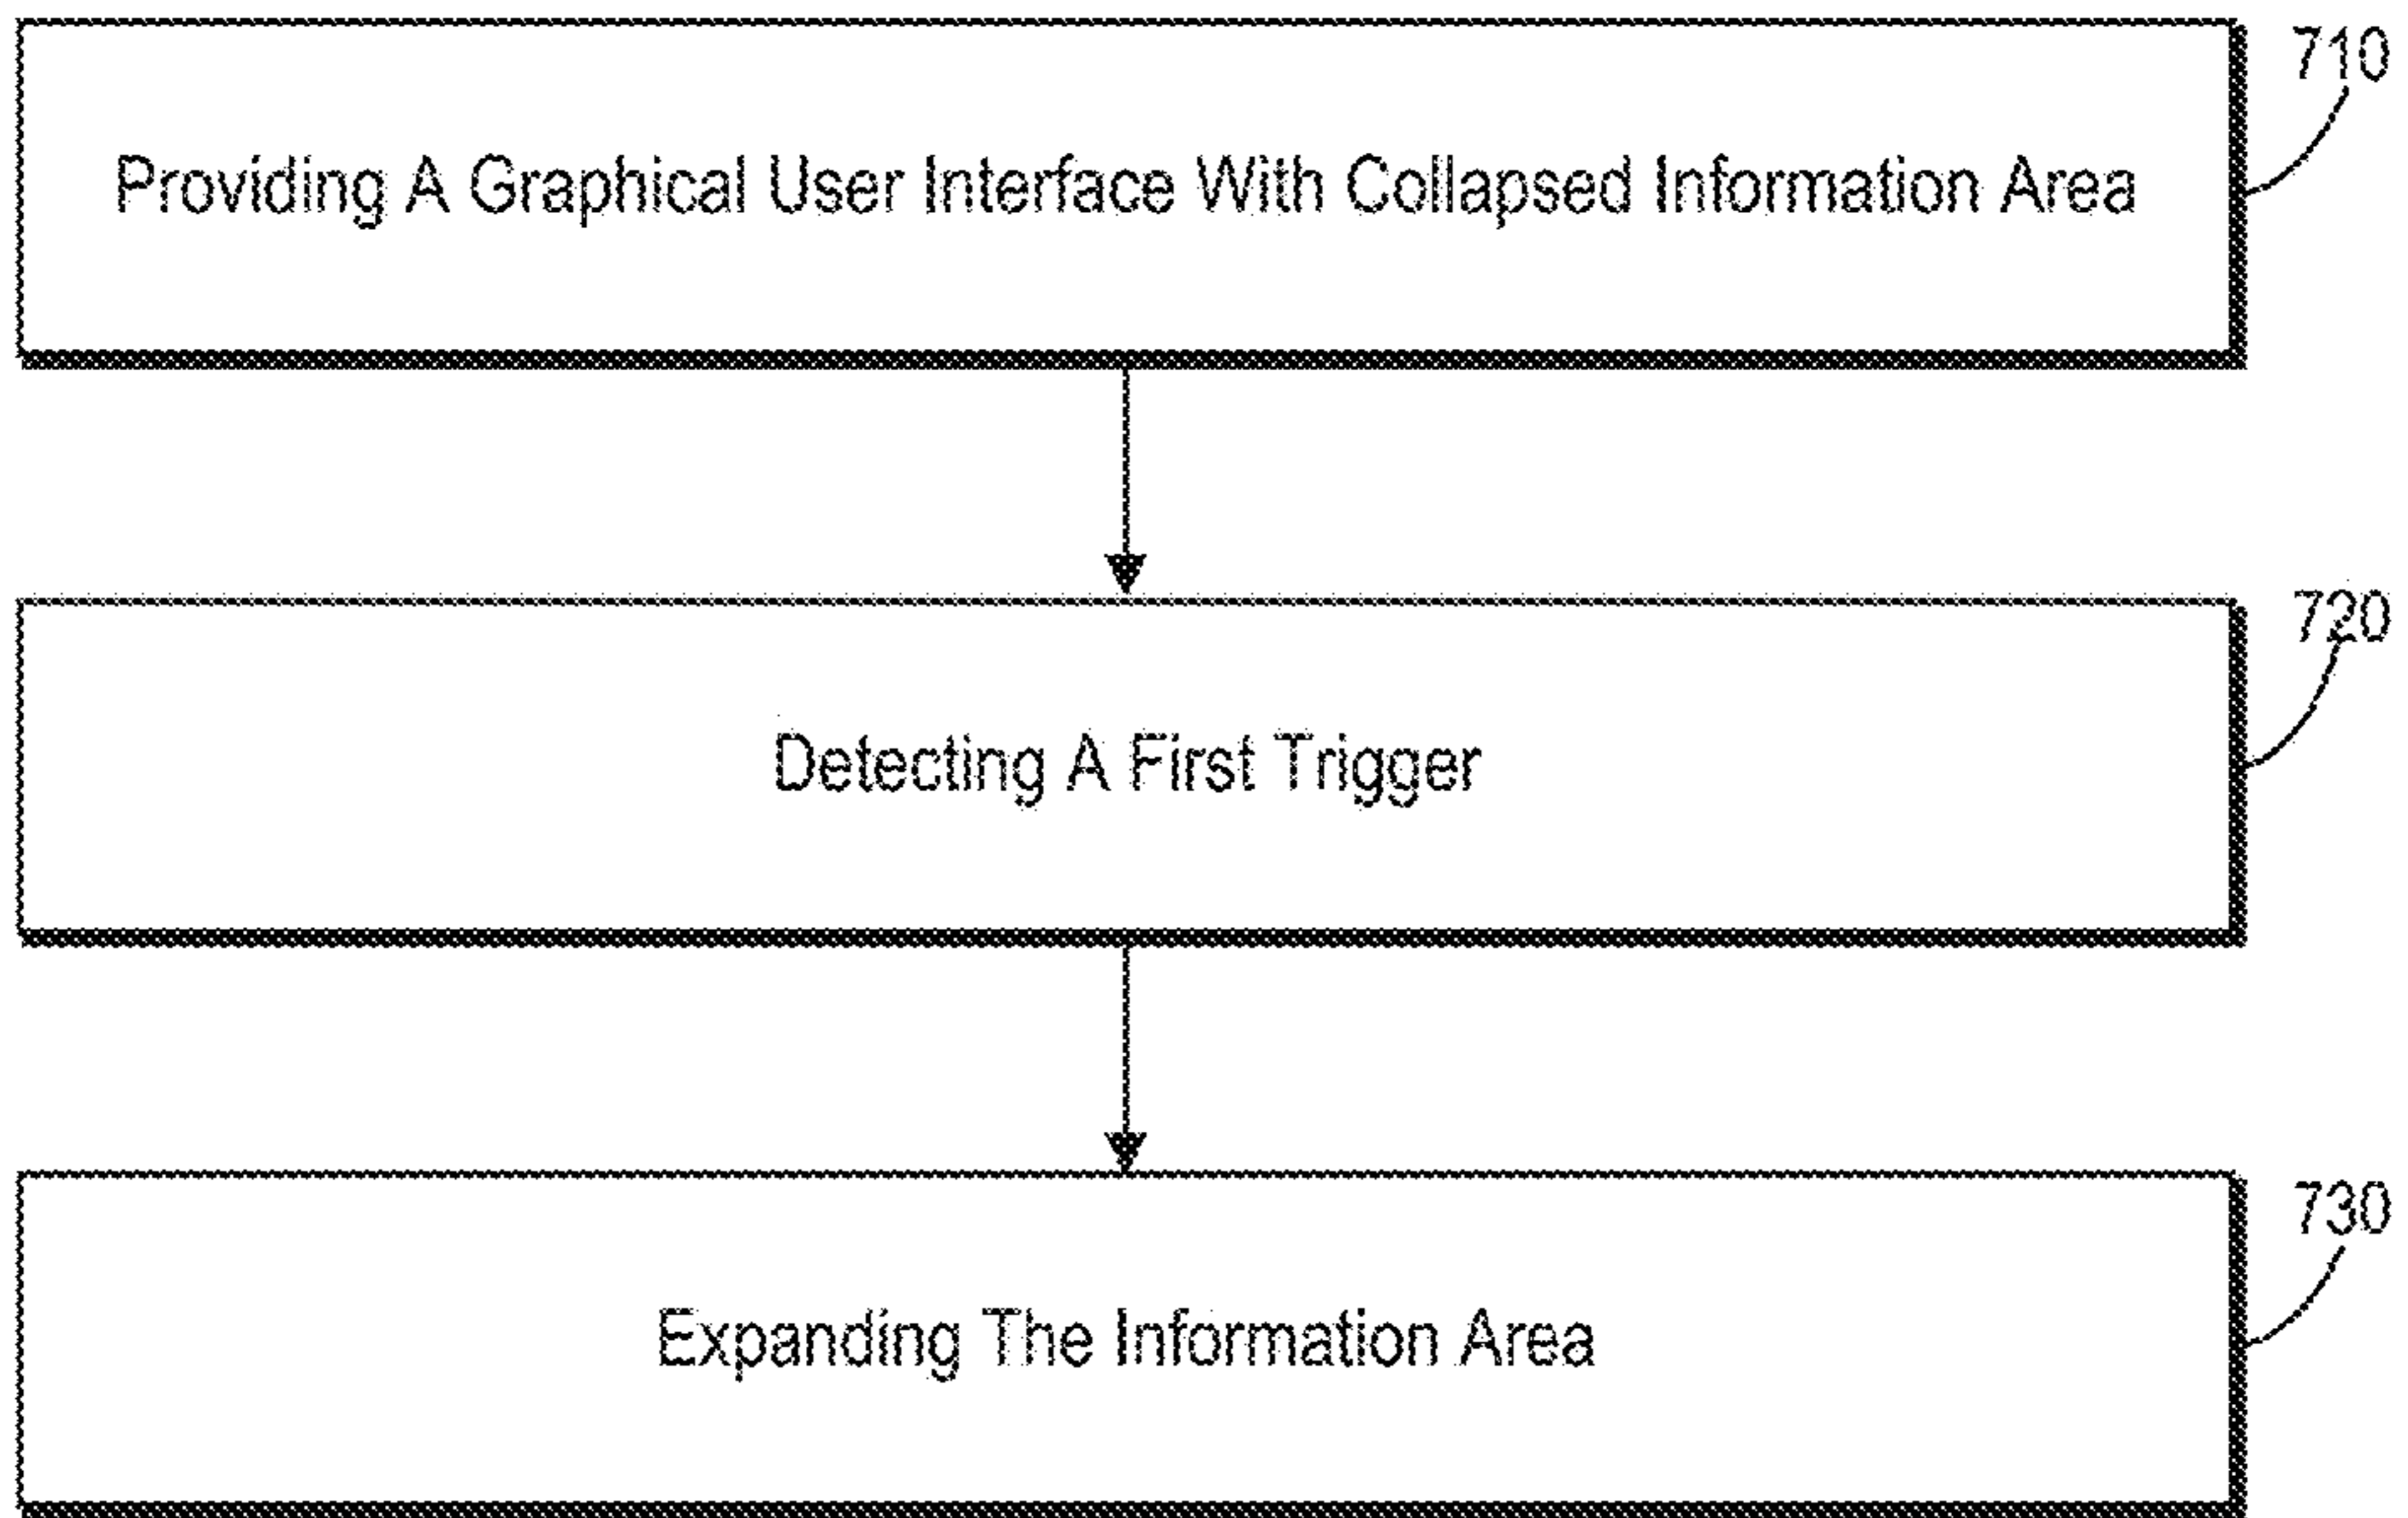 710
Providing A Graphical User Interface With Collapsed Information Area
720
Detecting A First Trigger
730
Expanding The Information Area